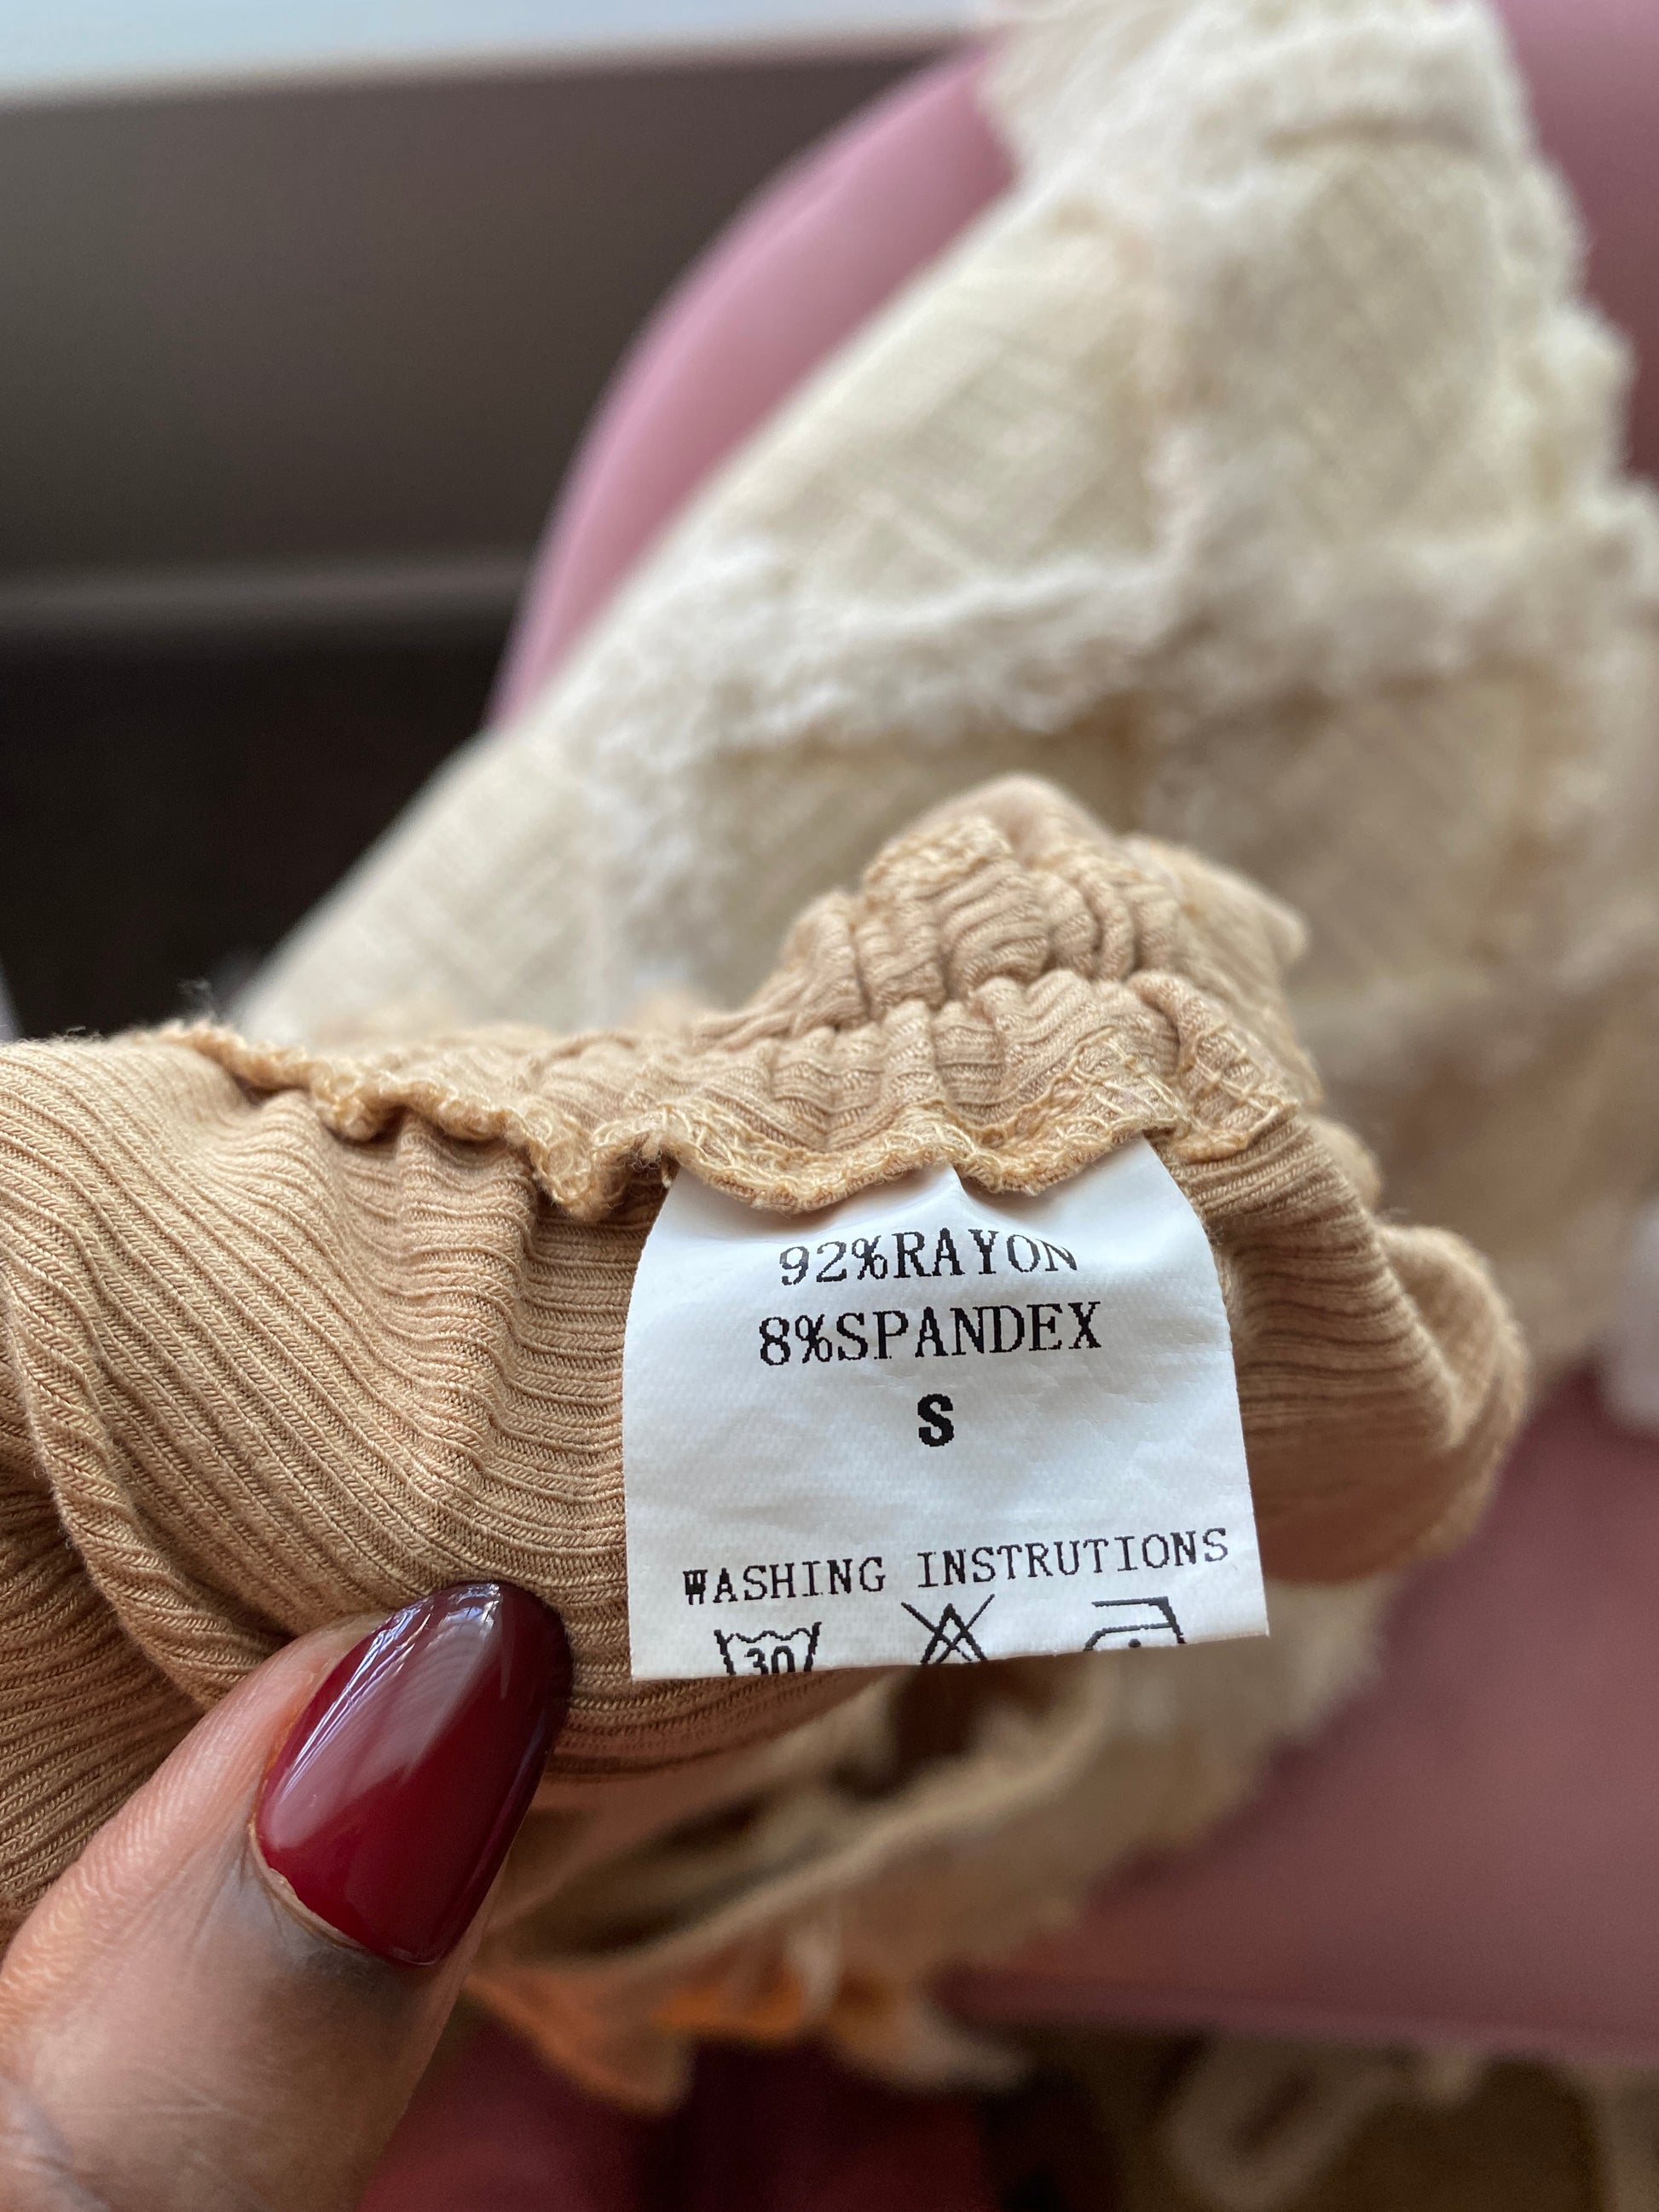 92%RAYON
8%SPANDEX
S
WASHING INSTRUTIONS
30